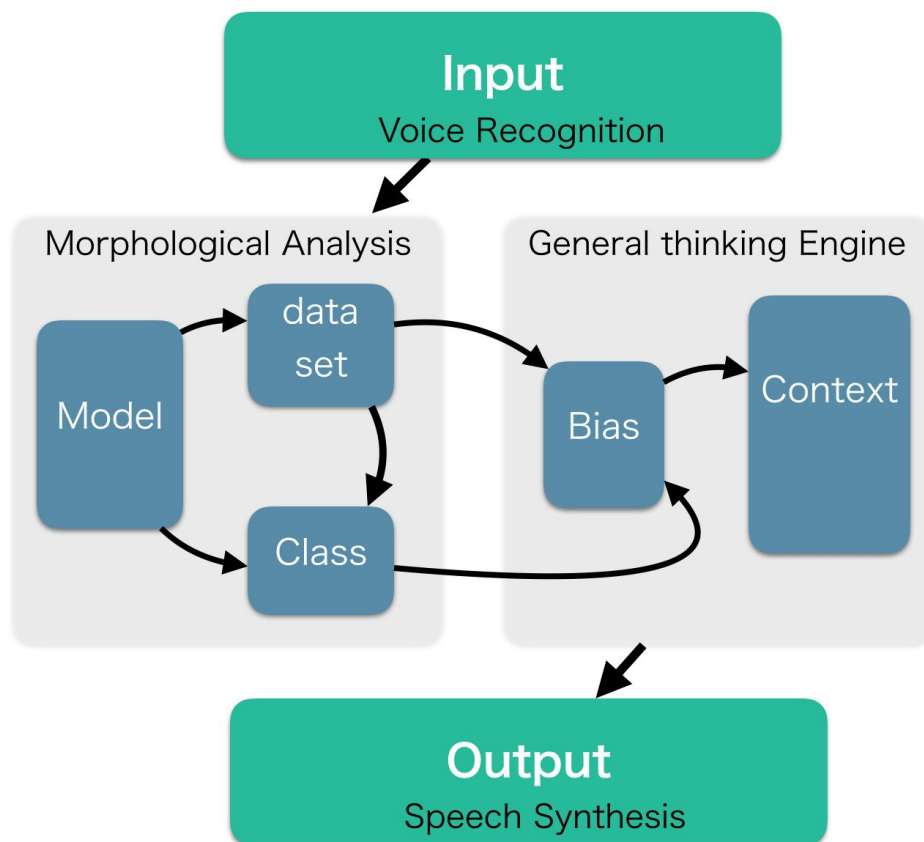 Input
Voice Recognition
Morphological Analysis
Model
data
set
Class
General thinking Engine
Bias
Context
Output
Speech Synthesis